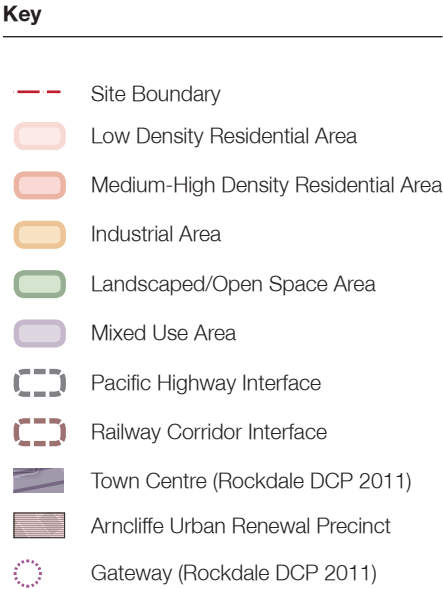 Key
Site Boundary
Low Density Residential Area
Medium-High Density Residential Area
Industrial Area
Landscaped/Open Space Area
Mixed Use Area
Pacific Highway Interface
Railway Corridor Interface
Town Centre (Rockdale DCP 2011)
Arncliffe Urban Renewal Precinct
Gateway (Rockdale DCP 2011)